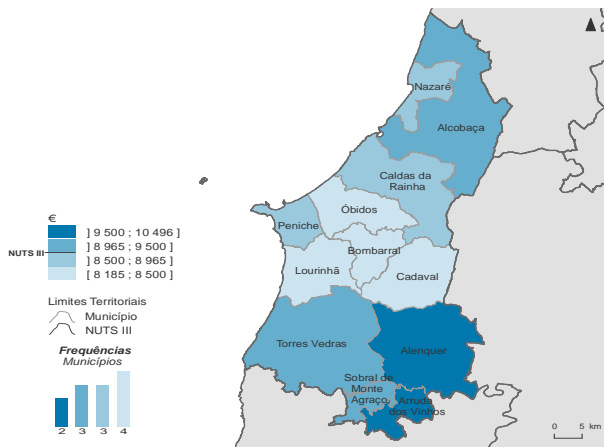 Nazaré
Alcobaça
Caldas da
Rainha
Óbidos
Peniche
Bombarral
Lourinhã
Cadaval
Torres Vedras
Alenquer
Sobral de
Monte
Agraço
Arruda
dos Vinhos
€
] 9 500 ; 10 496 ]
] 8 965 ; 9 500 ]
NUTS III
] 8 500 ; 8 965 ]
[ 8 185 ; 8 500 ]
Limites Territoriais
Município
NUTS III
Frequências
Municípios
2 3 3 4
0 5 km